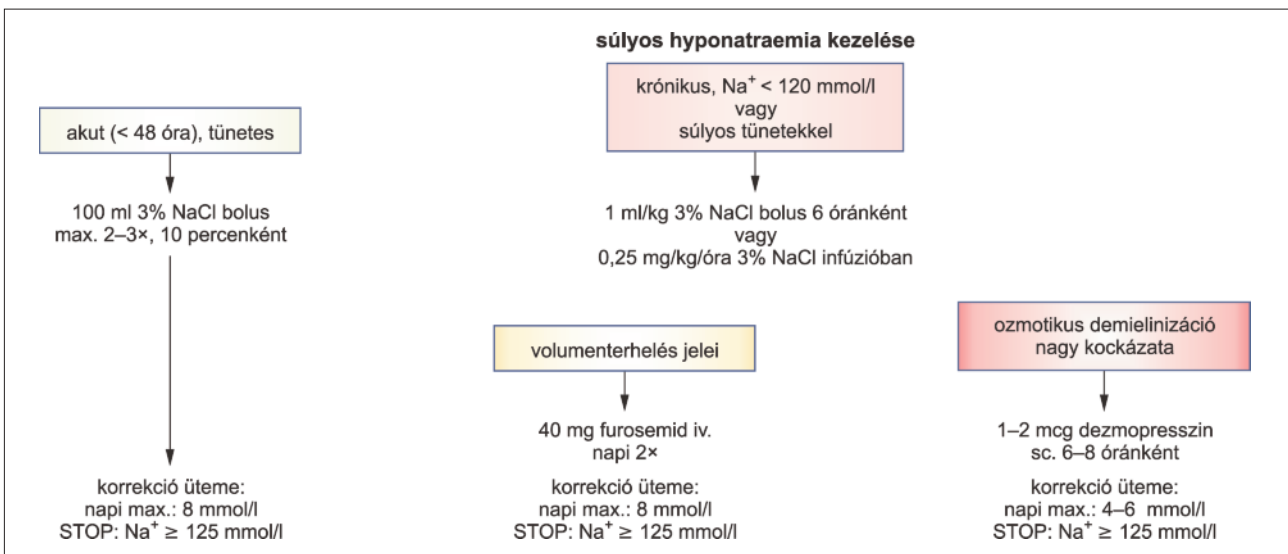 súlyos hyponatraemia kezelése
akut (< 48 óra), tünetes
100 ml 3% NaCl bolus
max. 2–3×, 10 percenként
korrekció üteme:
napi max.: 8 mmol/l
STOP: Na⁺ ≥ 125 mmol/l
krónikus, Na⁺ < 120 mmol/l
vagy
súlyos tünetekkel
1 ml/kg 3% NaCl bolus 6 óránként
vagy
0,25 mg/kg/óra 3% NaCl infúzióban
volumenterhelés jelei
40 mg furosemid iv.
napi 2×
korrekció üteme:
napi max.: 8 mmol/l
STOP: Na⁺ ≥ 125 mmol/l
ozmotikus demielinizáció
nagy kockázata
1–2 mcg dezmopresszin
sc. 6–8 óránként
korrekció üteme:
napi max.: 4–6 mmol/l
STOP: Na⁺ ≥ 125 mmol/l